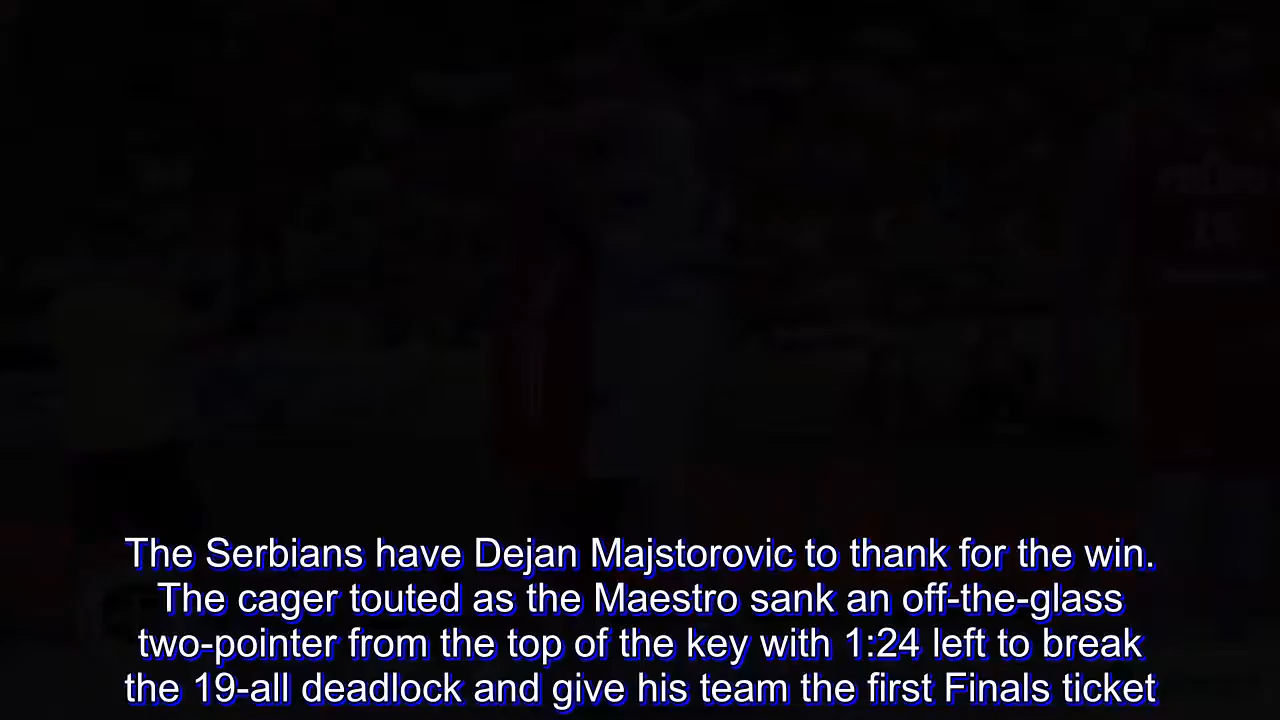 The Serbians have Dejan Majstorovic to thank for the win.
The cager touted as the Maestro sank an off-the-glass
two-pointer from the top of the key with 1:24 left to break
the 19-all deadlock and give his team the first Finals ticket